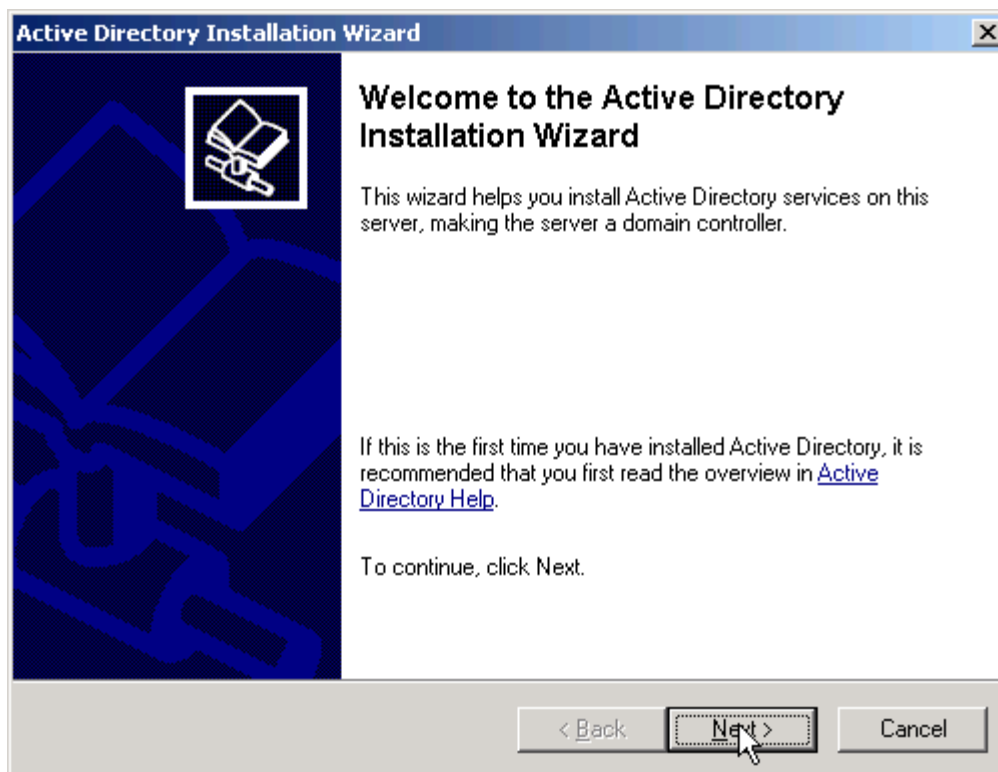 Active Directory Installation Wizard
Welcome to the Active Directory
Installation Wizard
This wizard helps you install Active Directory services on this
server, making the server a domain controller.
If this is the first time you have installed Active Directory, it is
recommended that you first read the overview in Active
Directory Help.
To continue, click Next.
< Back
Next >
Cancel